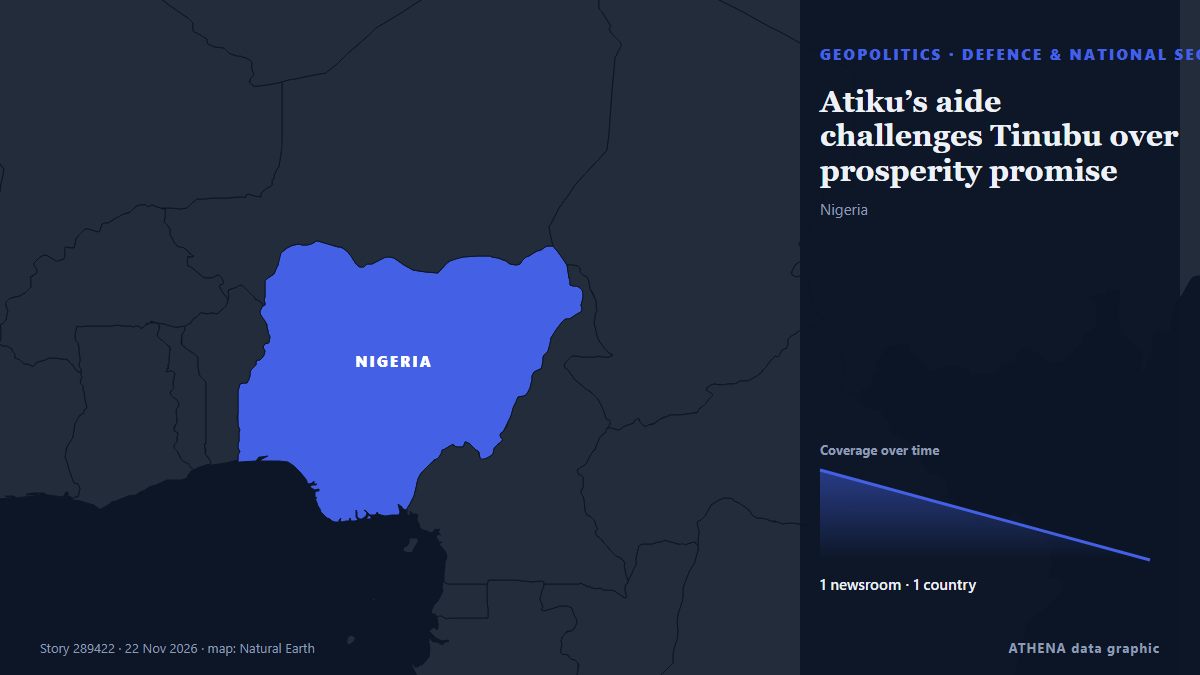 GEOPOLITICS · DEFENCE & NATIONAL
Atiku’s aide
challenges Tinubu over
prosperity promise
Nigeria
NIGERIA
Coverage over time
1 newsroom · 1 country
Story 289422 · 22 Nov 2026 · map: Natural Earth
ATHENA data graphic